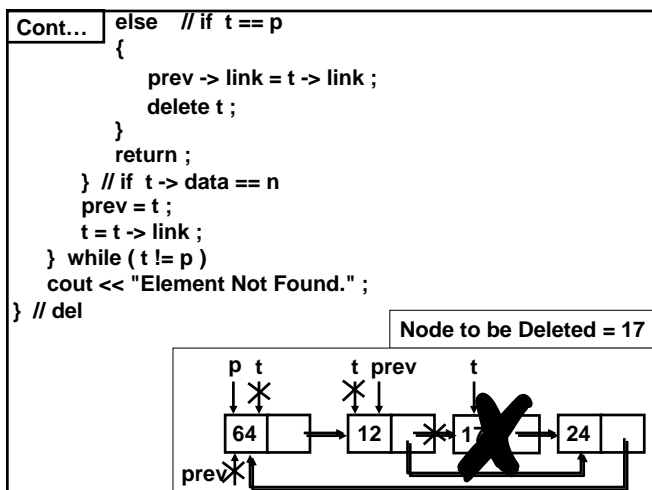 Cont…
else // if t == p
{
prev -> link = t -> link ;
delete t ;
}
return ;
} // if t -> data == n
prev = t ;
t = t -> link ;
} while ( t != p )
cout << "Element Not Found." ;
} // del
Node to be Deleted = 17
p t t prev t
64 12 17 24
prev